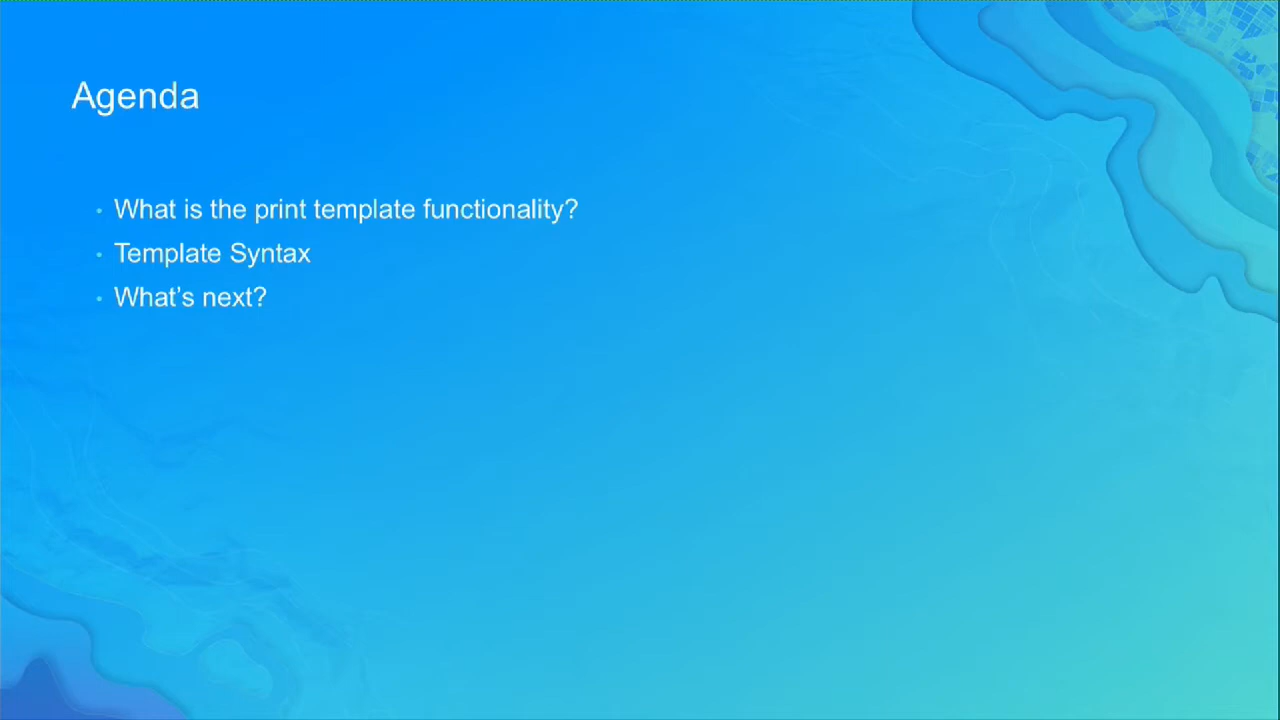 Agenda
• What is the print template functionality?
• Template Syntax
• What’s next?